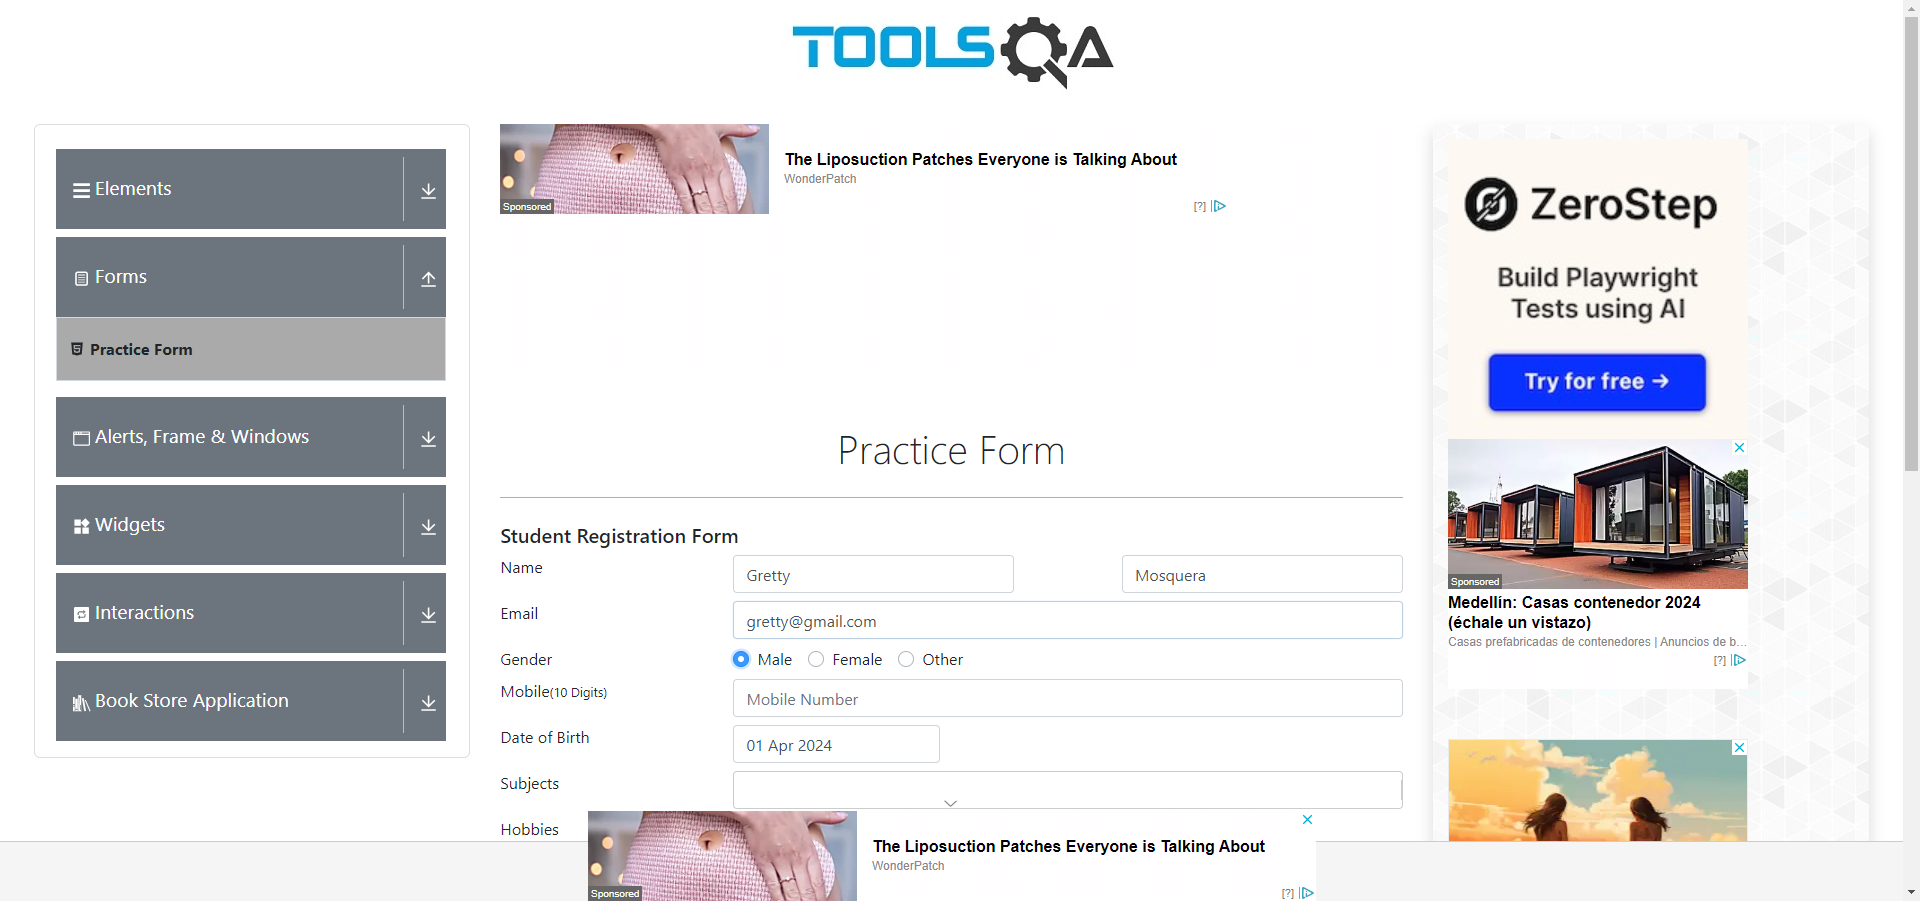 TOOLSQA
Elements
Forms
Practice Form
Alerts, Frame & Windows
Widgets
Interactions
Book Store Application
Sponsored
The Liposuction Patches Everyone is Talking About
WonderPatch
[?]
Practice Form
Student Registration Form
Name
Gretty
Mosquera
Email
gretty@gmail.com
Gender
Male
Female
Other
Mobile(10 Digits)
Mobile Number
Date of Birth
01 Apr 2024
Subjects
Hobbies
Sponsored
The Liposuction Patches Everyone is Talking About
WonderPatch
[?]
ZeroStep
Build Playwright
Tests using AI
Try for free →
Sponsored
Medellín: Casas contenedor 2024
(échale un vistazo)
Casas prefabricadas de contenedores | Anuncios de b...
[?]